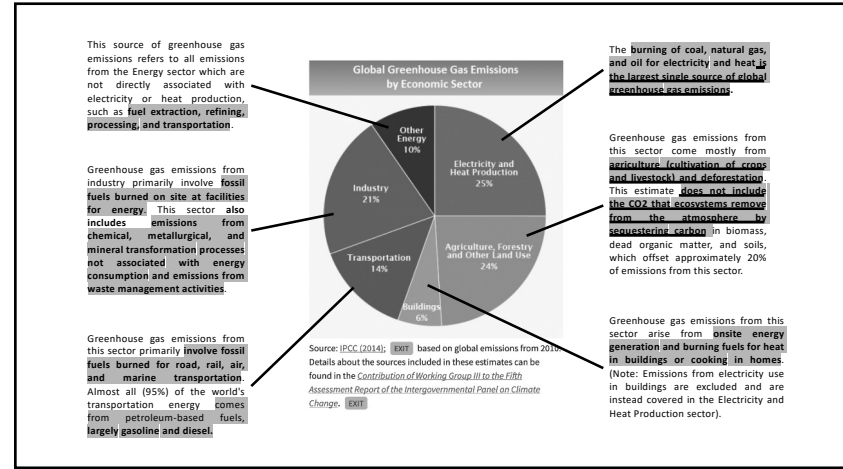 This source of greenhouse gas
emissions refers to all emissions
from the Energy sector which are
not directly associated with
electricity or heat production,
such as fuel extraction, refining,
processing, and transportation.
Greenhouse gas emissions from
industry primarily involve fossil
fuels burned on site at facilities
for energy. This sector also
includes emissions from
chemical, metallurgical, and
mineral transformation processes
not associated with energy
consumption and emissions from
waste management activities.
Greenhouse gas emissions from
this sector primarily involve fossil
fuels burned for road, rail, air,
and marine transportation.
Almost all (95%) of the world's
transportation energy comes
from petroleum-based fuels,
largely gasoline and diesel.
Global Greenhouse Gas Emissions
by Economic Sector
Other
Energy
10%
Electricity and
Heat Production
25%
Industry
21%
Agriculture, Forestry
and Other Land Use
24%
Transportation
14%
Buildings
6%
Source: IPCC (2014); EXIT based on global emissions from 2010.
Details about the sources included in these estimates can be
found in the Contribution of Working Group III to the Fifth
Assessment Report of the Intergovernmental Panel on Climate
Change. EXIT
The burning of coal, natural gas,
and oil for electricity and heat is
the largest single source of global
greenhouse gas emissions.
Greenhouse gas emissions from
this sector come mostly from
agriculture (cultivation of crops
and livestock) and deforestation.
This estimate does not include
the CO2 that ecosystems remove
from the atmosphere by
sequestering carbon in biomass,
dead organic matter, and soils,
which offset approximately 20%
of emissions from this sector.
Greenhouse gas emissions from this
sector arise from onsite energy
generation and burning fuels for heat
in buildings or cooking in homes.
(Note: Emissions from electricity use
in buildings are excluded and are
instead covered in the Electricity and
Heat Production sector).